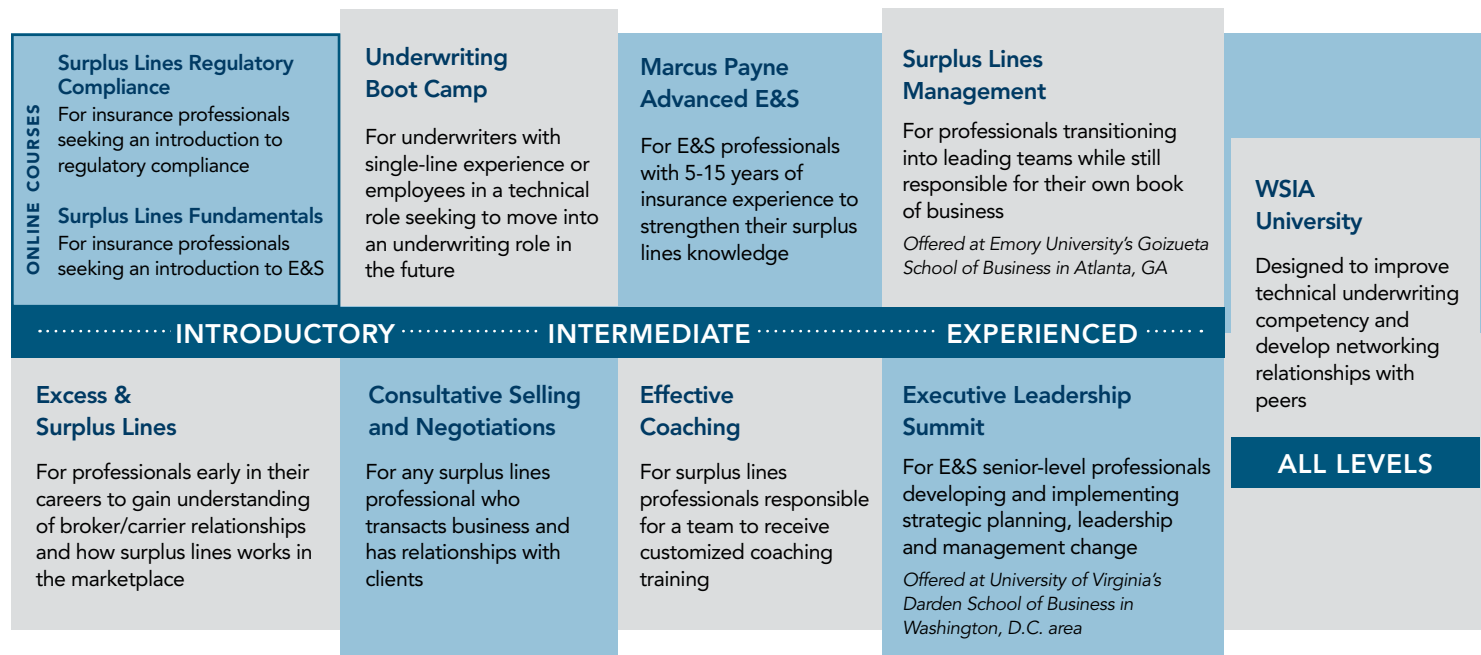 ONLINE COURSES
Surplus Lines Regulatory
Compliance
For insurance professionals
seeking an introduction to
regulatory compliance
Surplus Lines Fundamentals
For insurance professionals
seeking an introduction to E&S
Underwriting
Boot Camp
For underwriters with
single-line experience or
employees in a technical
role seeking to move into
an underwriting role in
the future
Marcus Payne
Advanced E&S
For E&S professionals
with 5-15 years of
insurance experience to
strengthen their surplus
lines knowledge
Surplus Lines
Management
For professionals transitioning
into leading teams while still
responsible for their own book
of business
Offered at Emory University's Goizueta
School of Business in Atlanta, GA
INTRODUCTORY
INTERMEDIATE
EXPERIENCED
Excess &
Surplus Lines
For professionals early in their
careers to gain understanding
of broker/carrier relationships
and how surplus lines works in
the marketplace
Consultative Selling
and Negotiations
For any surplus lines
professional who
transacts business and
has relationships with
clients
Effective
Coaching
For surplus lines
professionals responsible
for a team to receive
customized coaching
training
Executive Leadership
Summit
For E&S senior-level professionals
developing and implementing
strategic planning, leadership
and management change
Offered at University of Virginia's
Darden School of Business in
Washington, D.C. area
WSIA
University
Designed to improve
technical underwriting
competency and
develop networking
relationships with
peers
ALL LEVELS